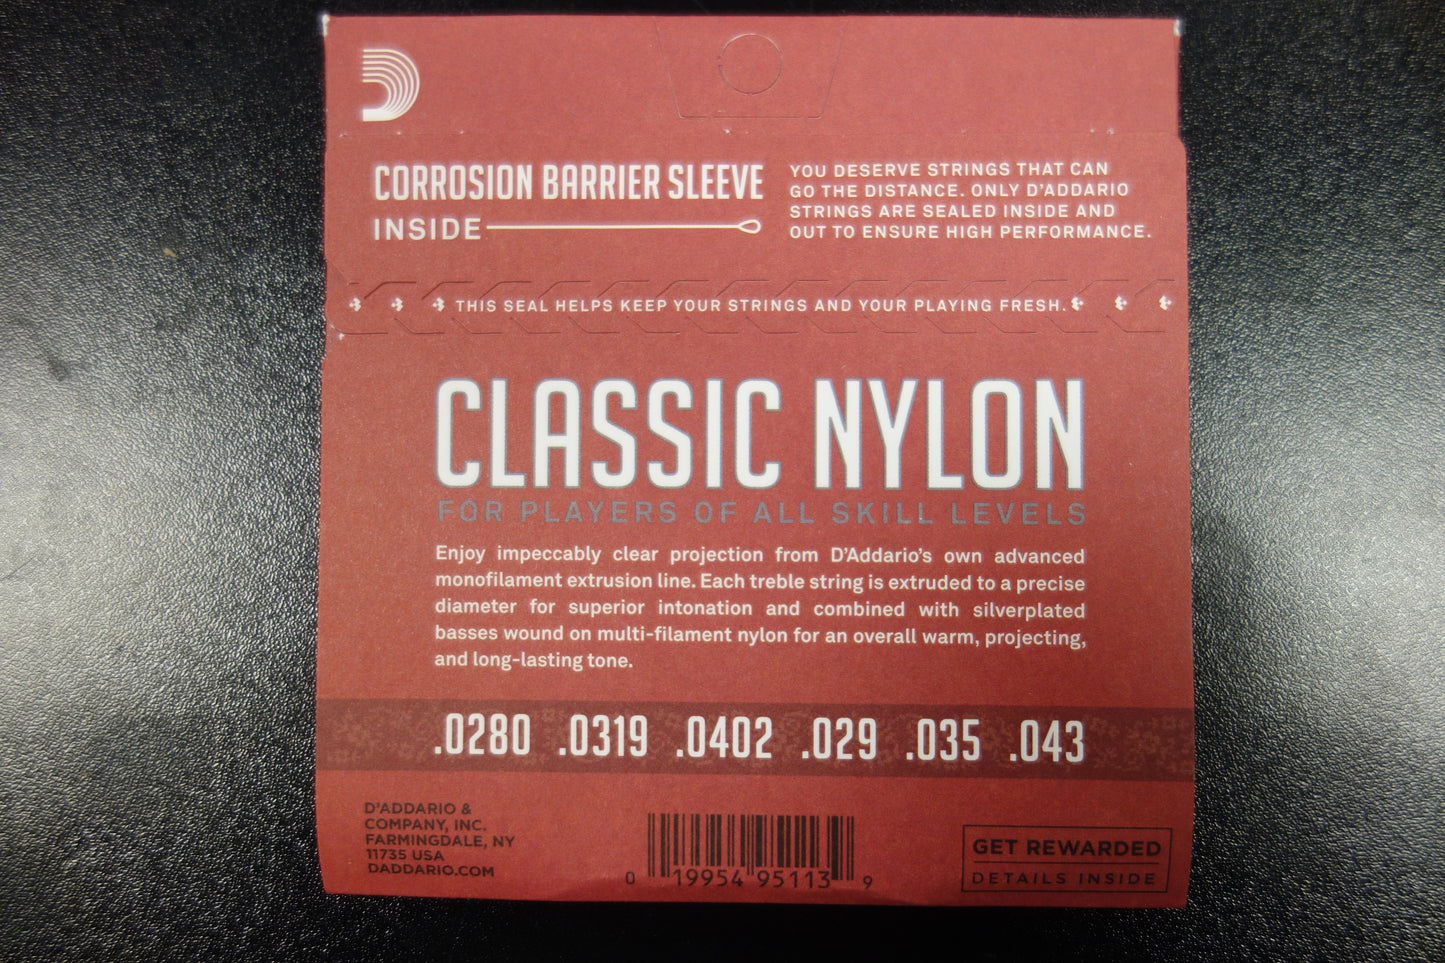 CORROSION BARRIER SLEEVE
INSIDE
YOU DESERVE STRINGS THAT CAN
GO THE DISTANCE. ONLY D'ADDARIO
STRINGS ARE SEALED INSIDE AND
OUT TO ENSURE HIGH PERFORMANCE.
THIS SEAL HELPS KEEP YOUR STRINGS AND YOUR PLAYING FRESH.
CLASSIC NYLON
FOR PLAYERS OF ALL SKILL LEVELS
Enjoy impeccably clear projection from D'Addario's own advanced
monofilament extrusion line. Each treble string is extruded to a precise
diameter for superior intonation and combined with silverplated
basses wound on multi-filament nylon for an overall warm, projecting,
and long-lasting tone.
.0280 .0319 .0402 .029 .035 .043
D'ADDARIO &
COMPANY, INC.
FARMINGDALE, NY
11735 USA
DADDARIO.COM
0 19954 95113 9
GET REWARDED
DETAILS INSIDE